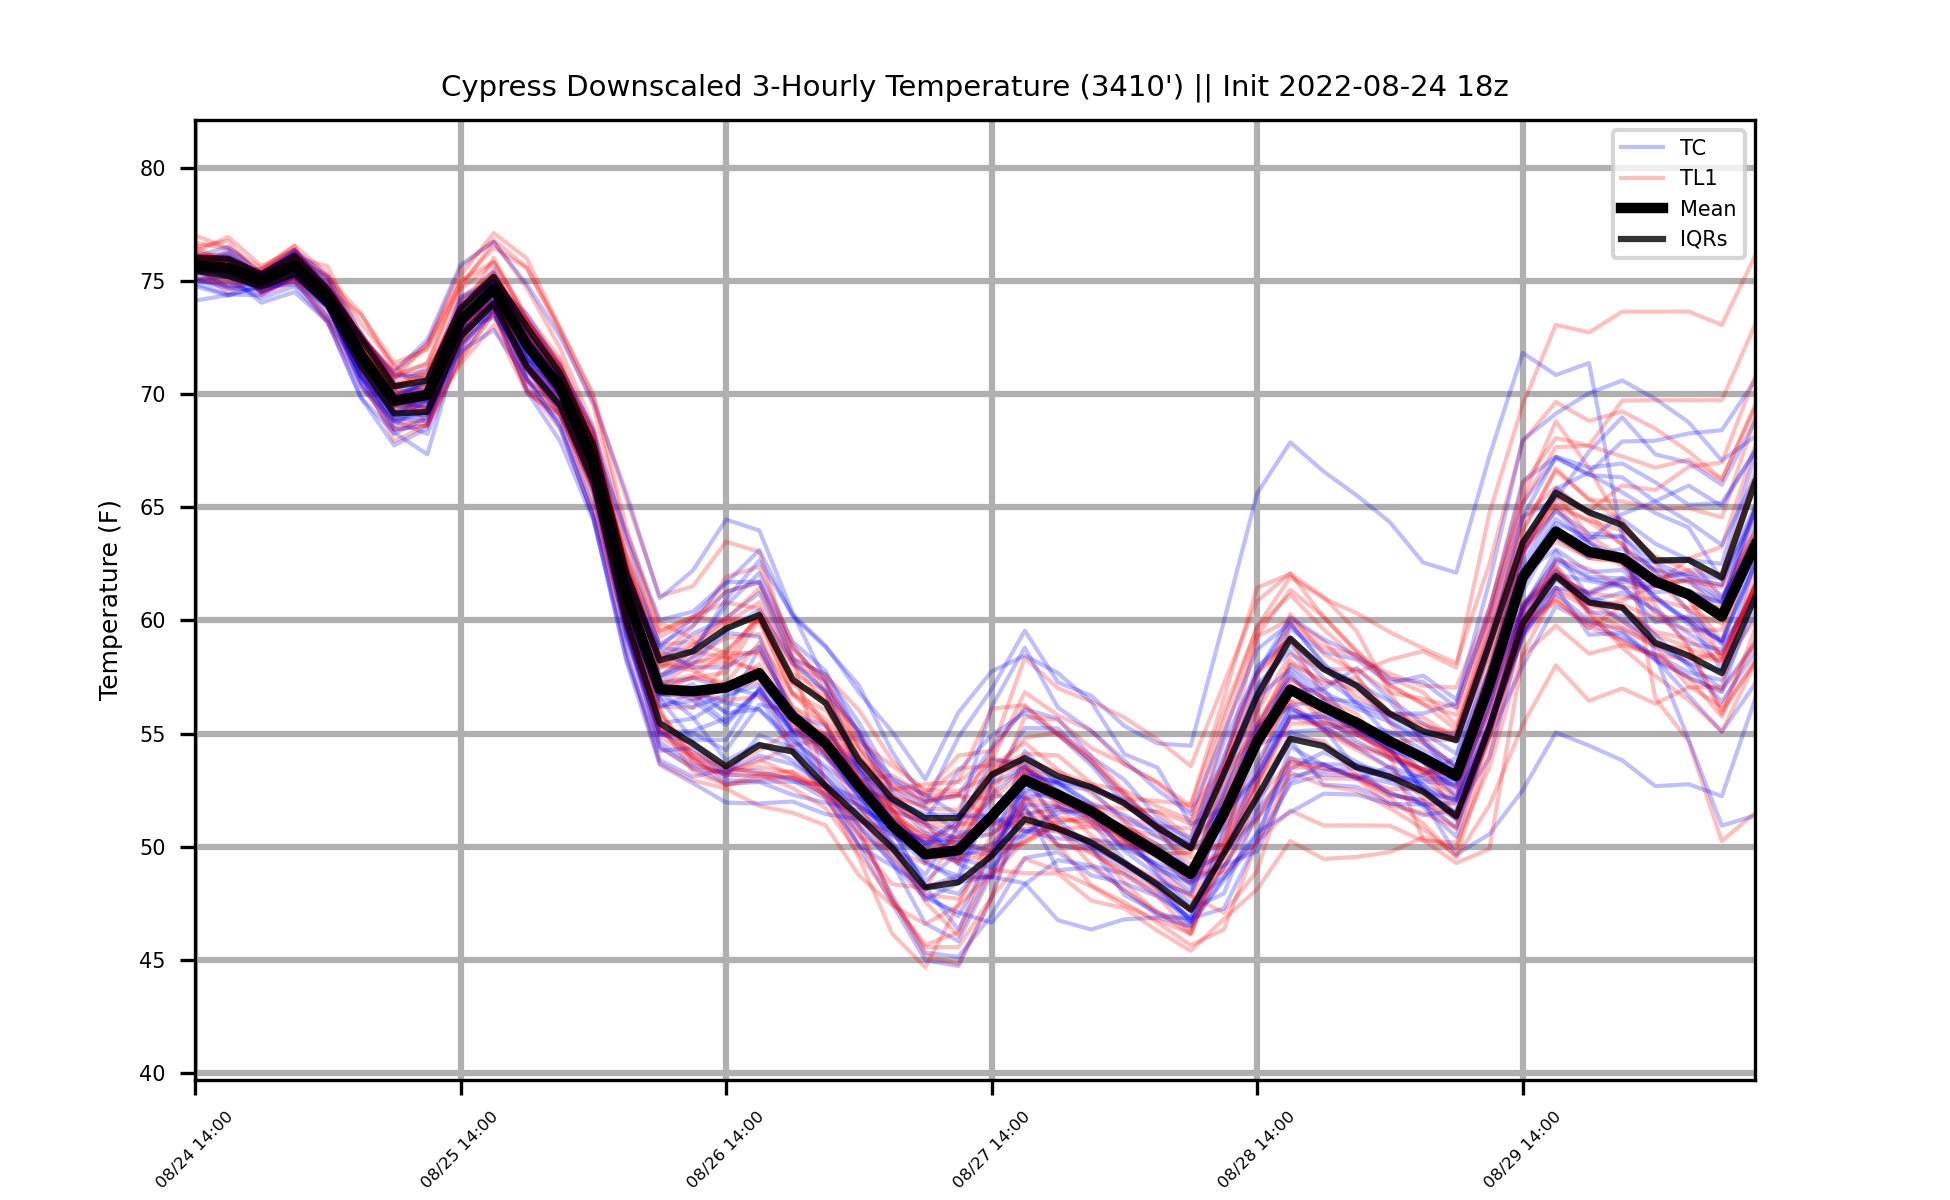 Cypress Downscaled 3-Hourly Temperature (3410') || Init 2022-08-24 18z
TC
TL1
Mean
IQRs
Temperature (F)
80
75
70
65
60
55
50
45
40
08/24 14:00
08/25 14:00
08/26 14:00
08/27 14:00
08/28 14:00
08/29 14:00